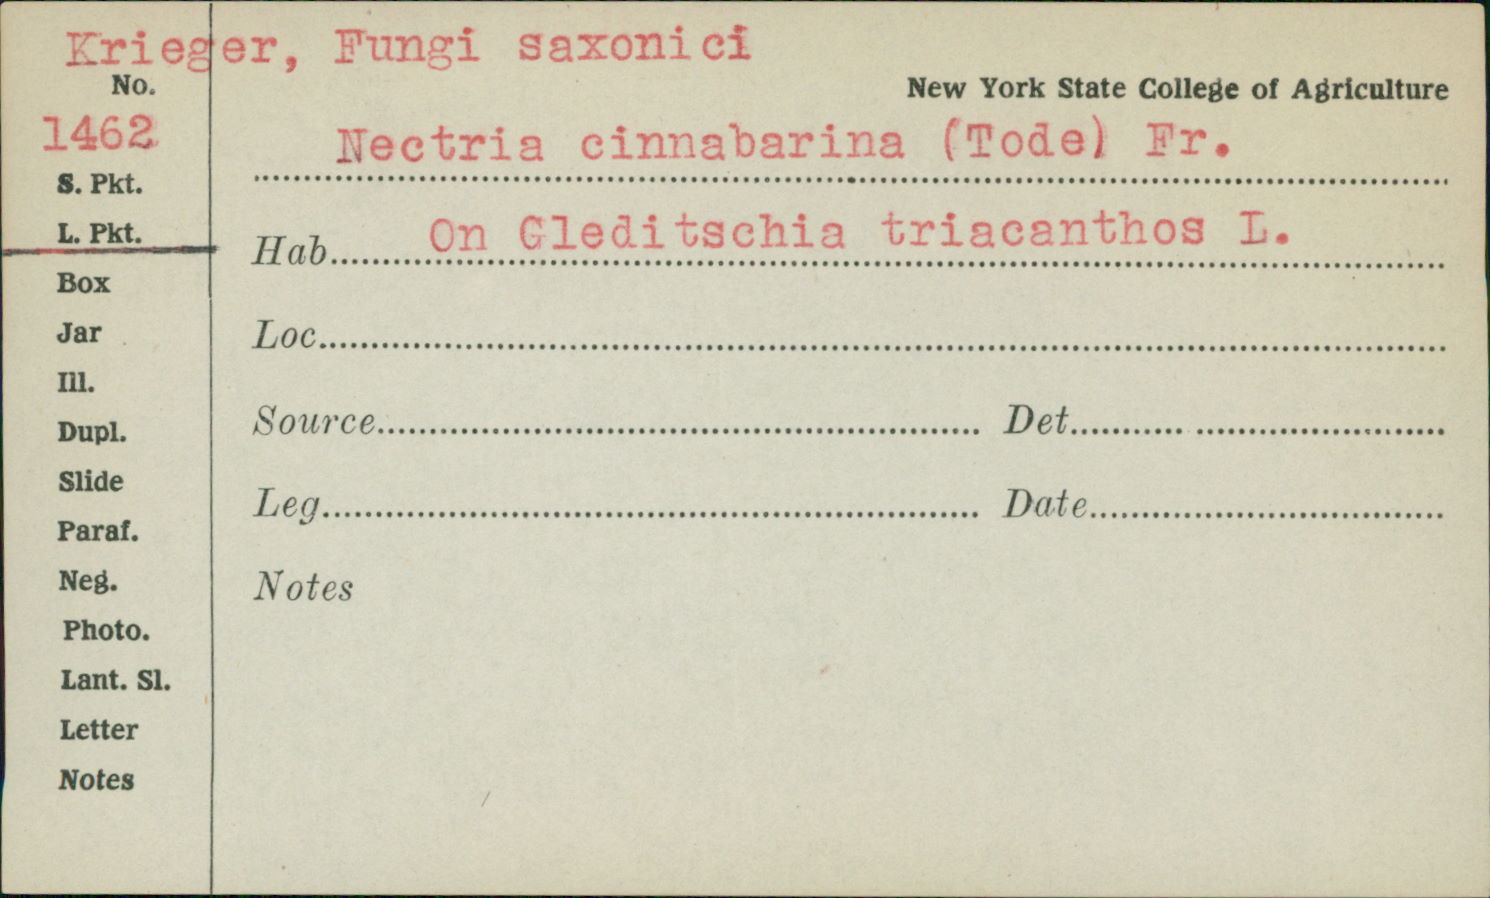 Krieger, Fungi saxonici
No.
New York State College of Agriculture
1462
Nectria cinnabarina (Tode) Fr.
S. Pkt.
L. Pkt.
Hab. On Gleditschia triacanthos L.
Box
Jar
Loc.
Ill.
Dupl.
Source
Det.
Slide
Leg.
Date
Paraf.
Neg.
Notes
Photo.
Lant. Sl.
Letter
Notes